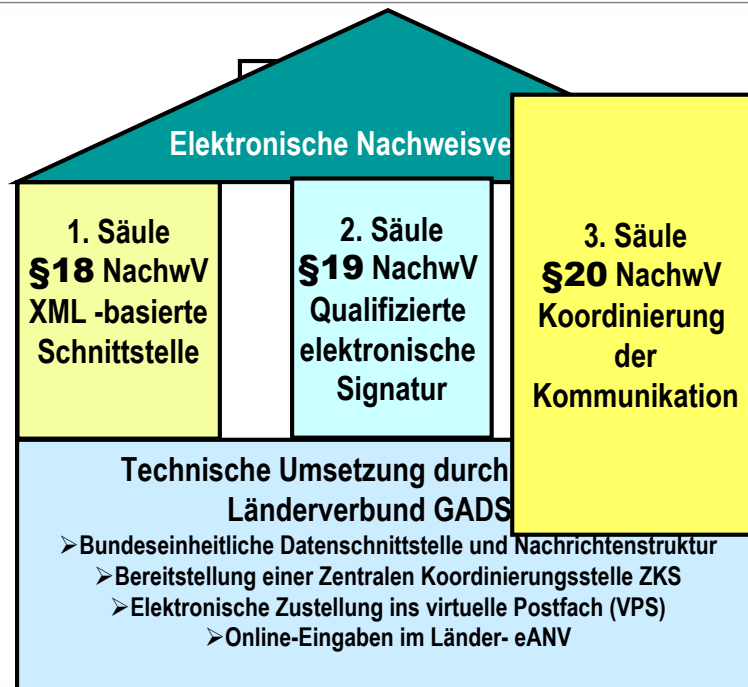 Elektronische Nachweisve
1. Säule
§18 NachwV
XML -basierte
Schnittstelle
2. Säule
§19 NachwV
Qualifizierte
elektronische
Signatur
3. Säule
§20 NachwV
Koordinierung
der
Kommunikation
Technische Umsetzung durch
Länderverbund GADS
➢Bundeseinheitliche Datenschnittstelle und Nachrichtenstruktur
➢Bereitstellung einer Zentralen Koordinierungsstelle ZKS
➢Elektronische Zustellung ins virtuelle Postfach (VPS)
➢Online-Eingaben im Länder- eANV